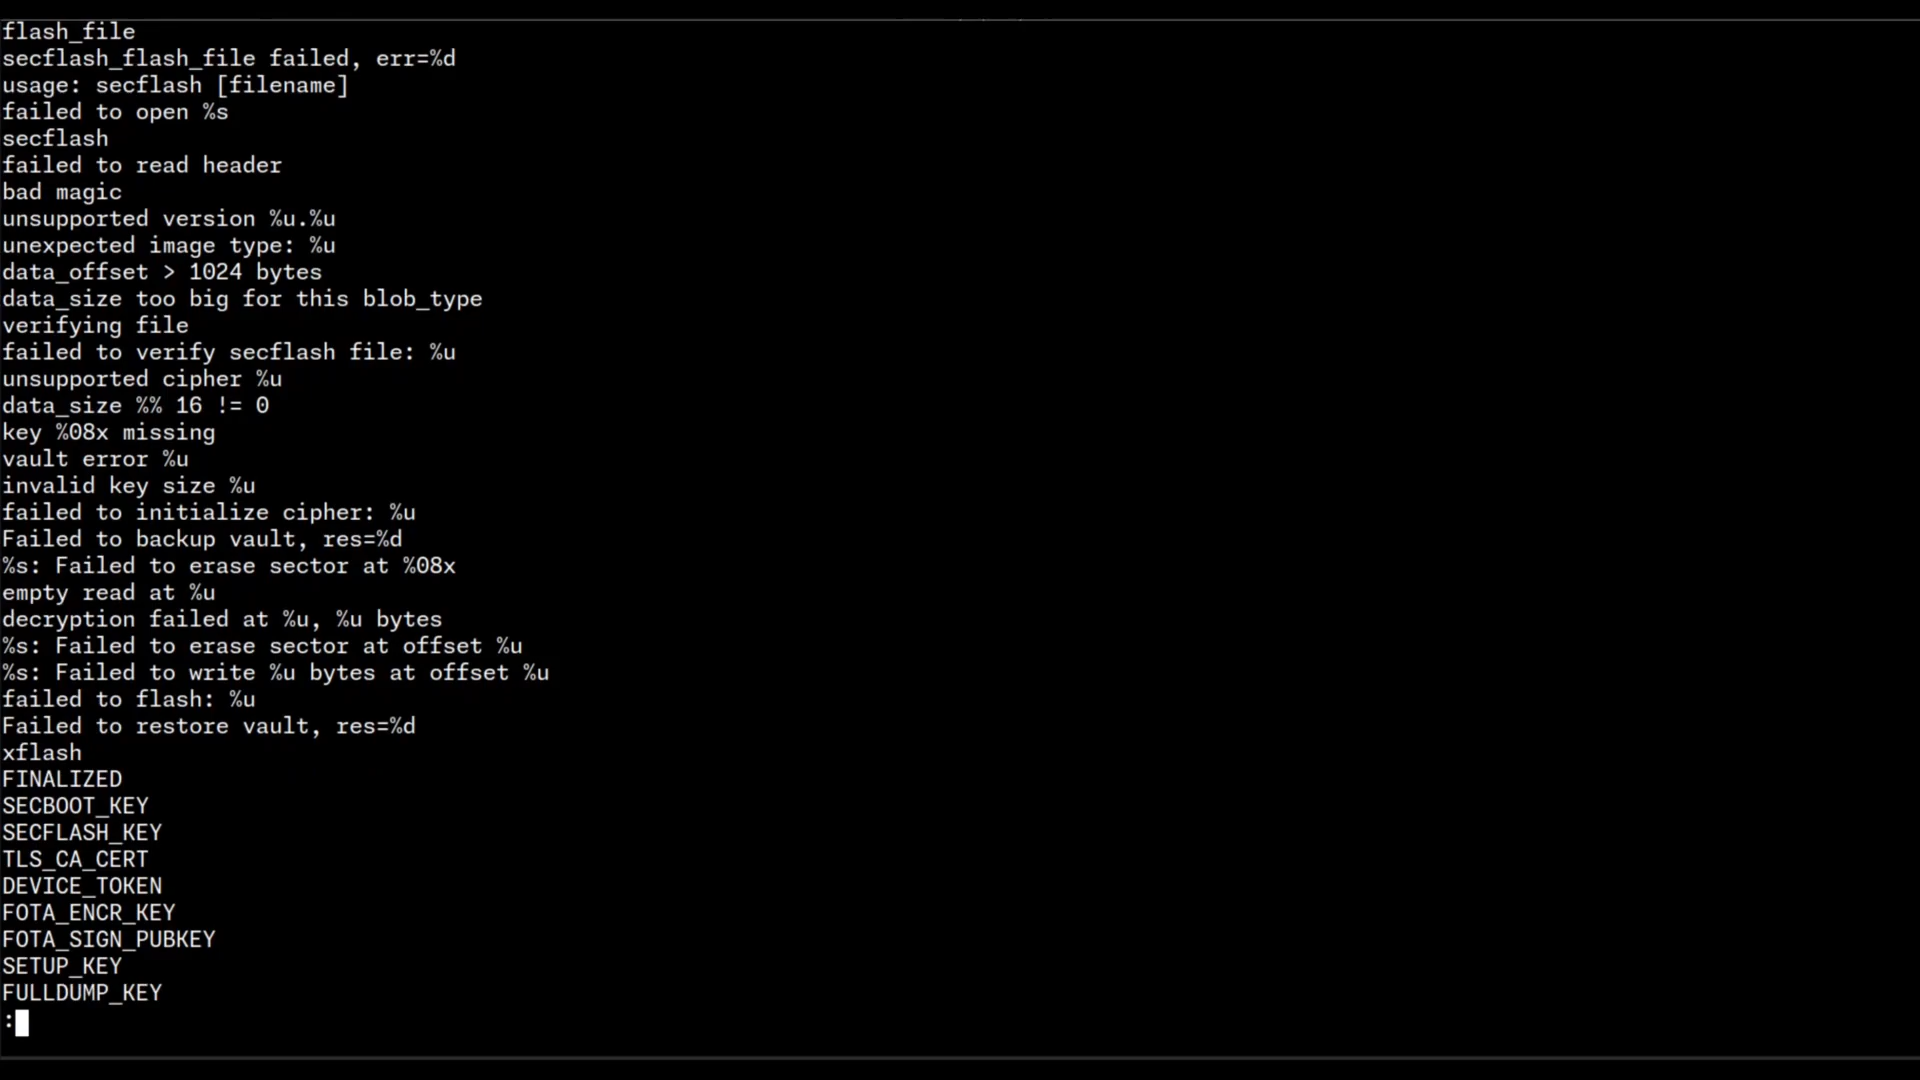 flash_file
secflash_flash_file failed, err=%d
usage: secflash [filename]
failed to open %s
secflash
failed to read header
bad magic
unsupported version %u.%u
unexpected image type: %u
data_offset > 1024 bytes
data_size too big for this blob_type
verifying file
failed to verify secflash file: %u
unsupported cipher %u
data_size %% 16 != 0
key %08x missing
vault error %u
invalid key size %u
failed to initialize cipher: %u
Failed to backup vault, res=%d
%s: Failed to erase sector at %08x
empty read at %u
decryption failed at %u, %u bytes
%s: Failed to erase sector at offset %u
%s: Failed to write %u bytes at offset %u
failed to flash: %u
Failed to restore vault, res=%d
xflash
FINALIZED
SECBOOT_KEY
SECFLASH_KEY
TLS_CA_CERT
DEVICE_TOKEN
FOTA_ENCR_KEY
FOTA_SIGN_PUBKEY
SETUP_KEY
FULLDUMP_KEY
: